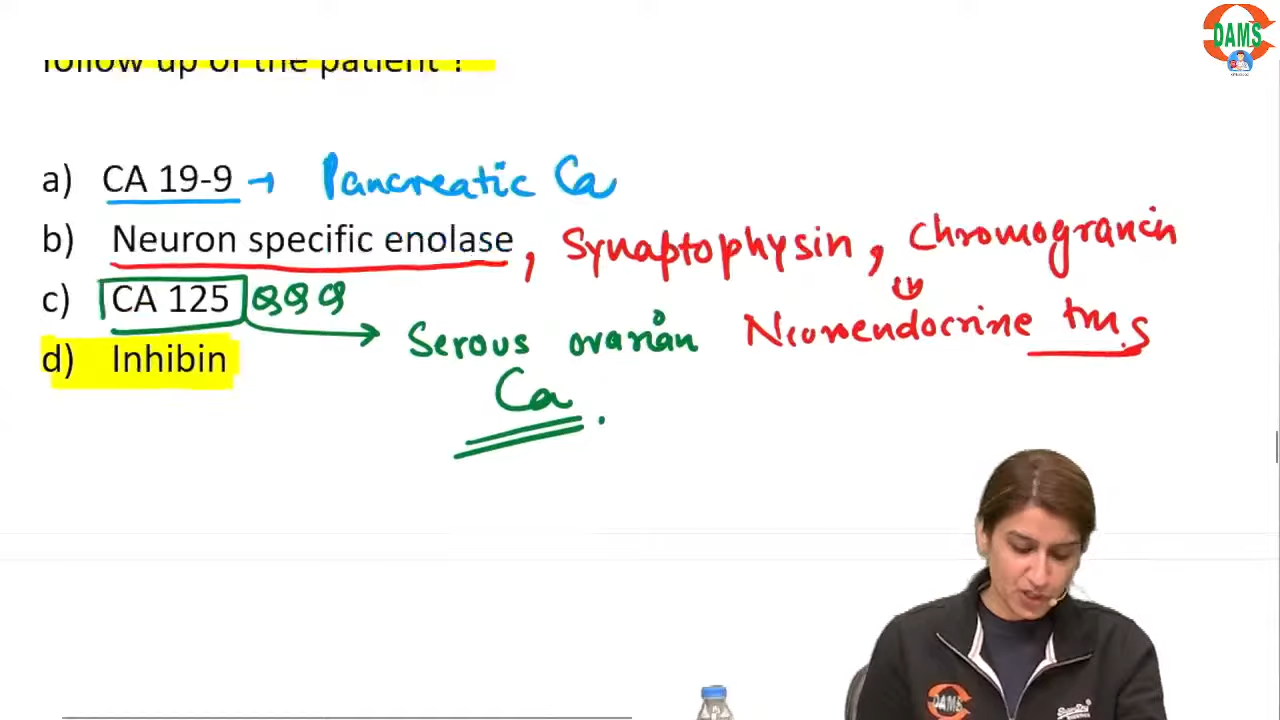 DAMS
follow up of the patient ?
a) CA 19-9 → Pancreatic Ca
b) Neuron specific enolase , Synaptophysin , Chromogranin
c) CA 125 → Serous ovarian Neuroendocrine tms
d) Inhibin
Ca
DAMS